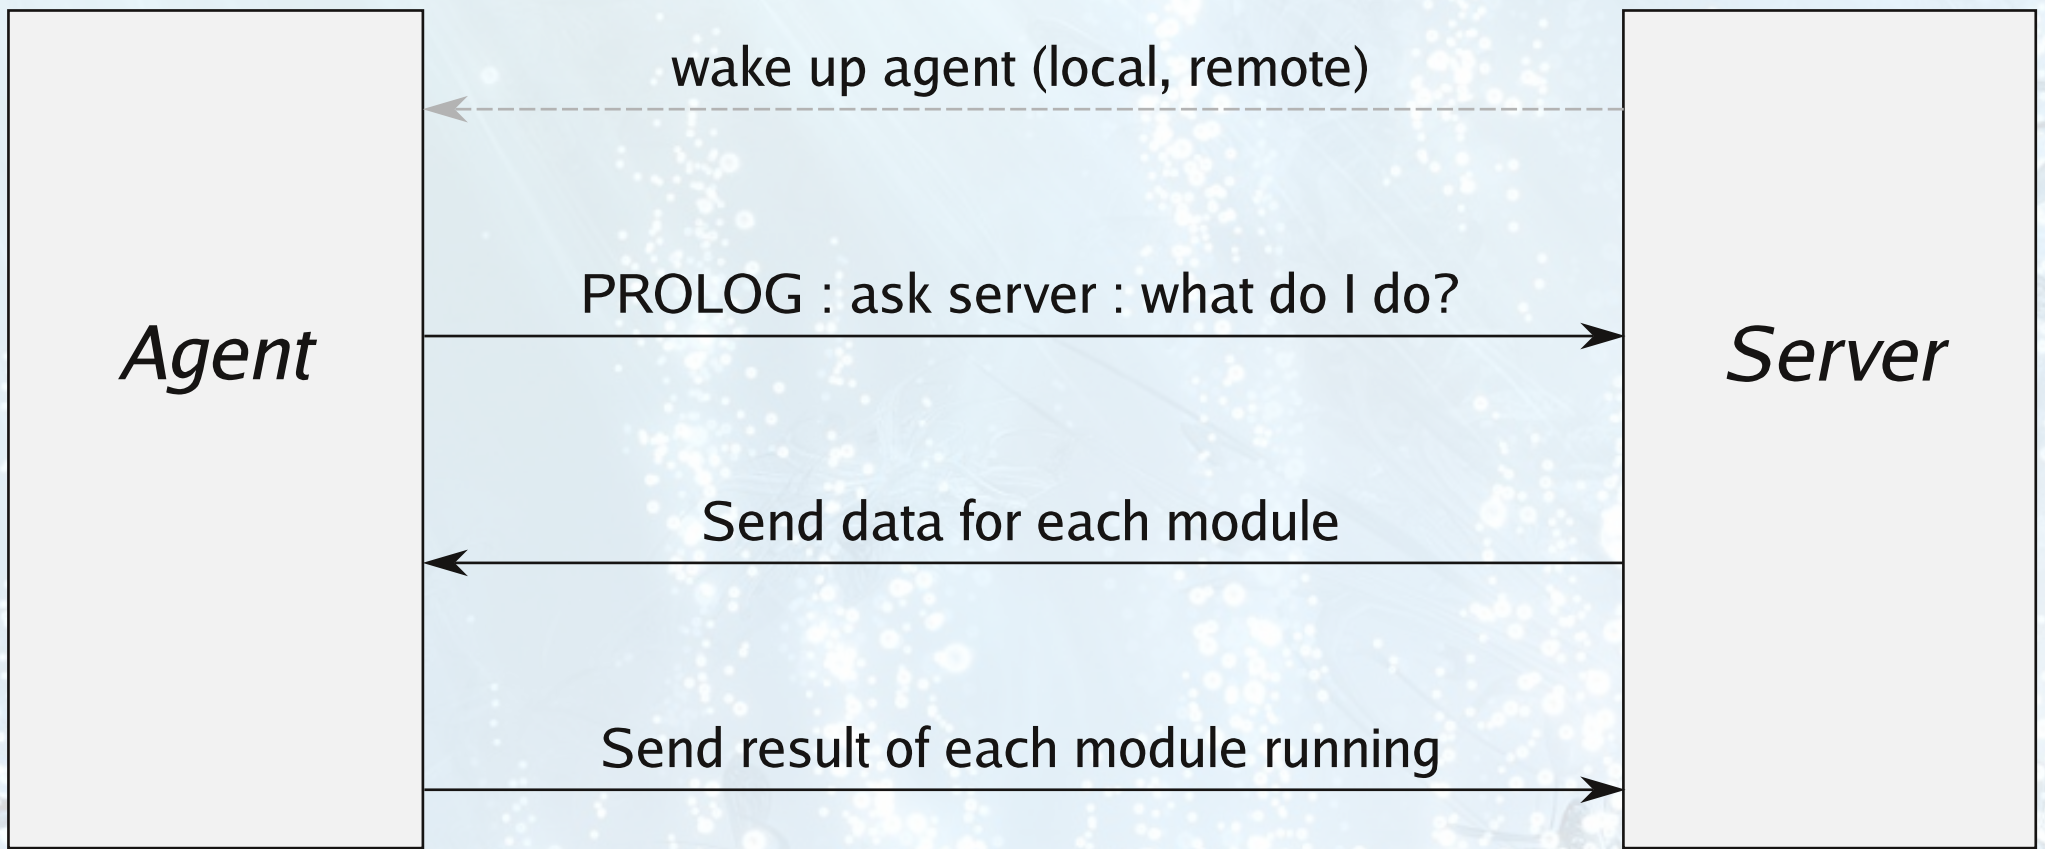 wake up agent (local, remote)
PROLOG : ask server : what do I do?
Agent
Server
Send data for each module
Send result of each module running